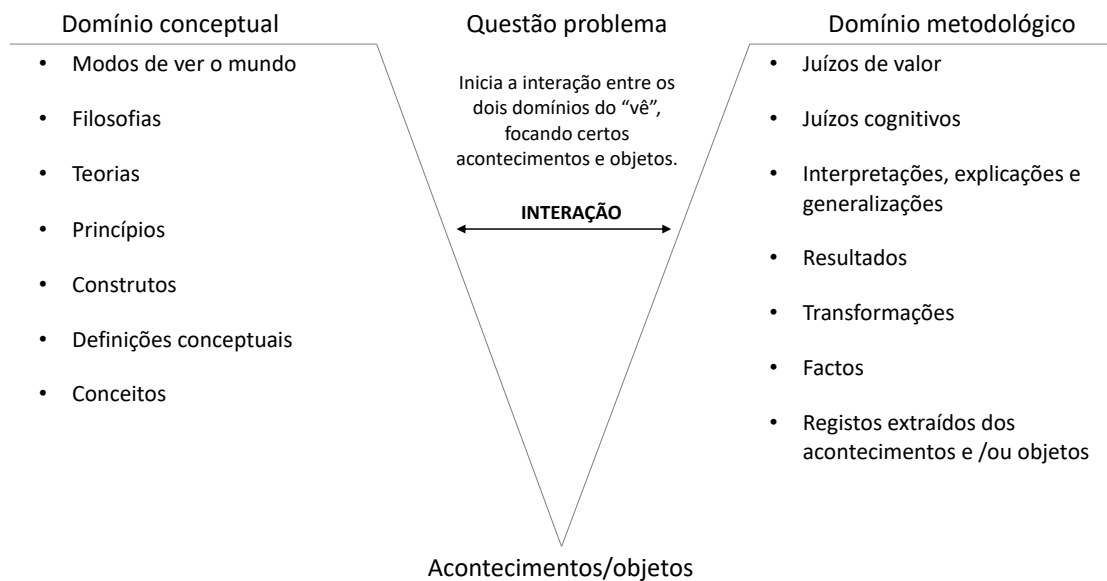 Domínio conceptual
• Modos de ver o mundo
• Filosofias
• Teorias
• Princípios
• Construtos
• Definições conceptuais
• Conceitos
Questão problema
Inicia a interação entre os
dois domínios do “vê”,
focando certos
acontecimentos e objetos.
INTERAÇÃO
Domínio metodológico
• Juízos de valor
• Juízos cognitivos
• Interpretações, explicações e
generalizações
• Resultados
• Transformações
• Factos
• Registos extraídos dos
acontecimentos e /ou objetos
Acontecimentos/objetos